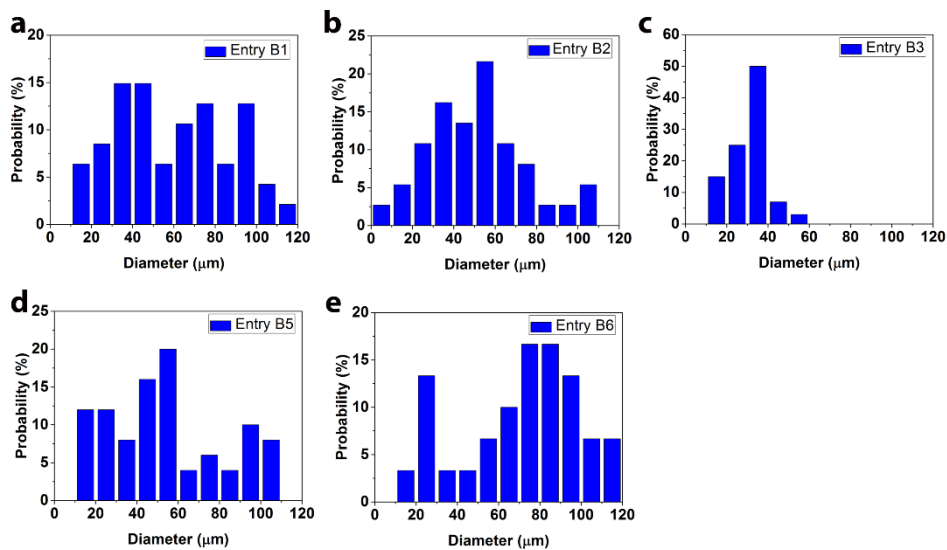 a
Entry B1
Probability (%)
20
15
10
5
0
0 20 40 60 80 100 120
Diameter (μm)
b
Entry B2
Probability (%)
25
20
15
10
5
0
0 20 40 60 80 100 120
Diameter (μm)
c
Entry B3
Probability (%)
60
50
40
30
20
10
0
0 20 40 60 80 100 120
Diameter (μm)
d
Entry B5
Probability (%)
25
20
15
10
5
0
0 20 40 60 80 100 120
Diameter (μm)
e
Entry B6
Probability (%)
20
15
10
5
0
0 20 40 60 80 100 120
Diameter (μm)